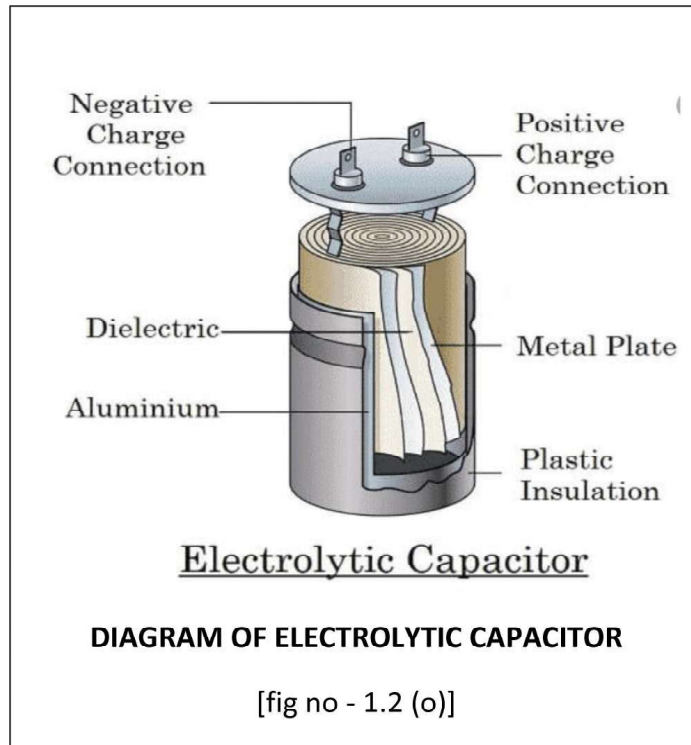 Negative
Charge
Connection
Positive
Charge
Connection
Dielectric
Metal Plate
Aluminium
Plastic
Insulation
Electrolytic Capacitor
DIAGRAM OF ELECTROLYTIC CAPACITOR
[fig no - 1.2 (o)]